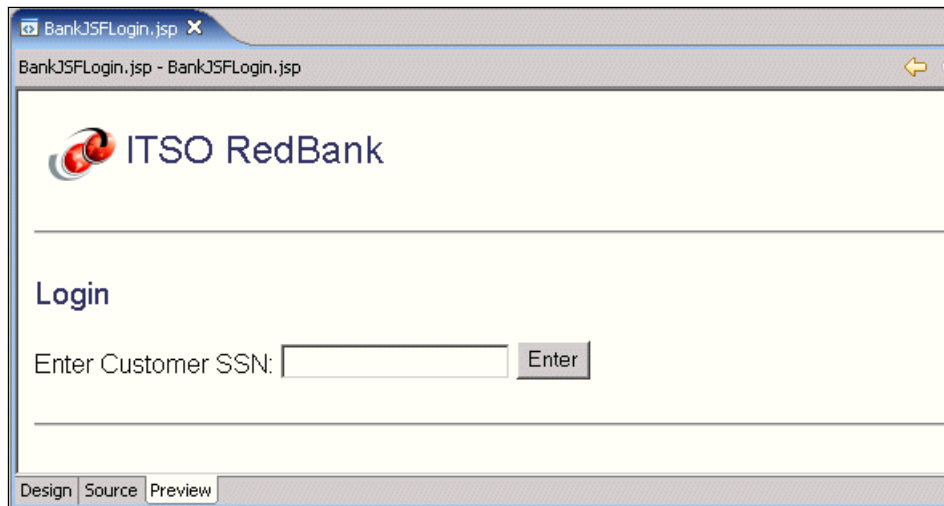 BankJSFLogin.jsp
BankJSFLogin.jsp - BankJSFLogin.jsp
ITSO RedBank
Login
Enter Customer SSN: Enter
Design Source Preview